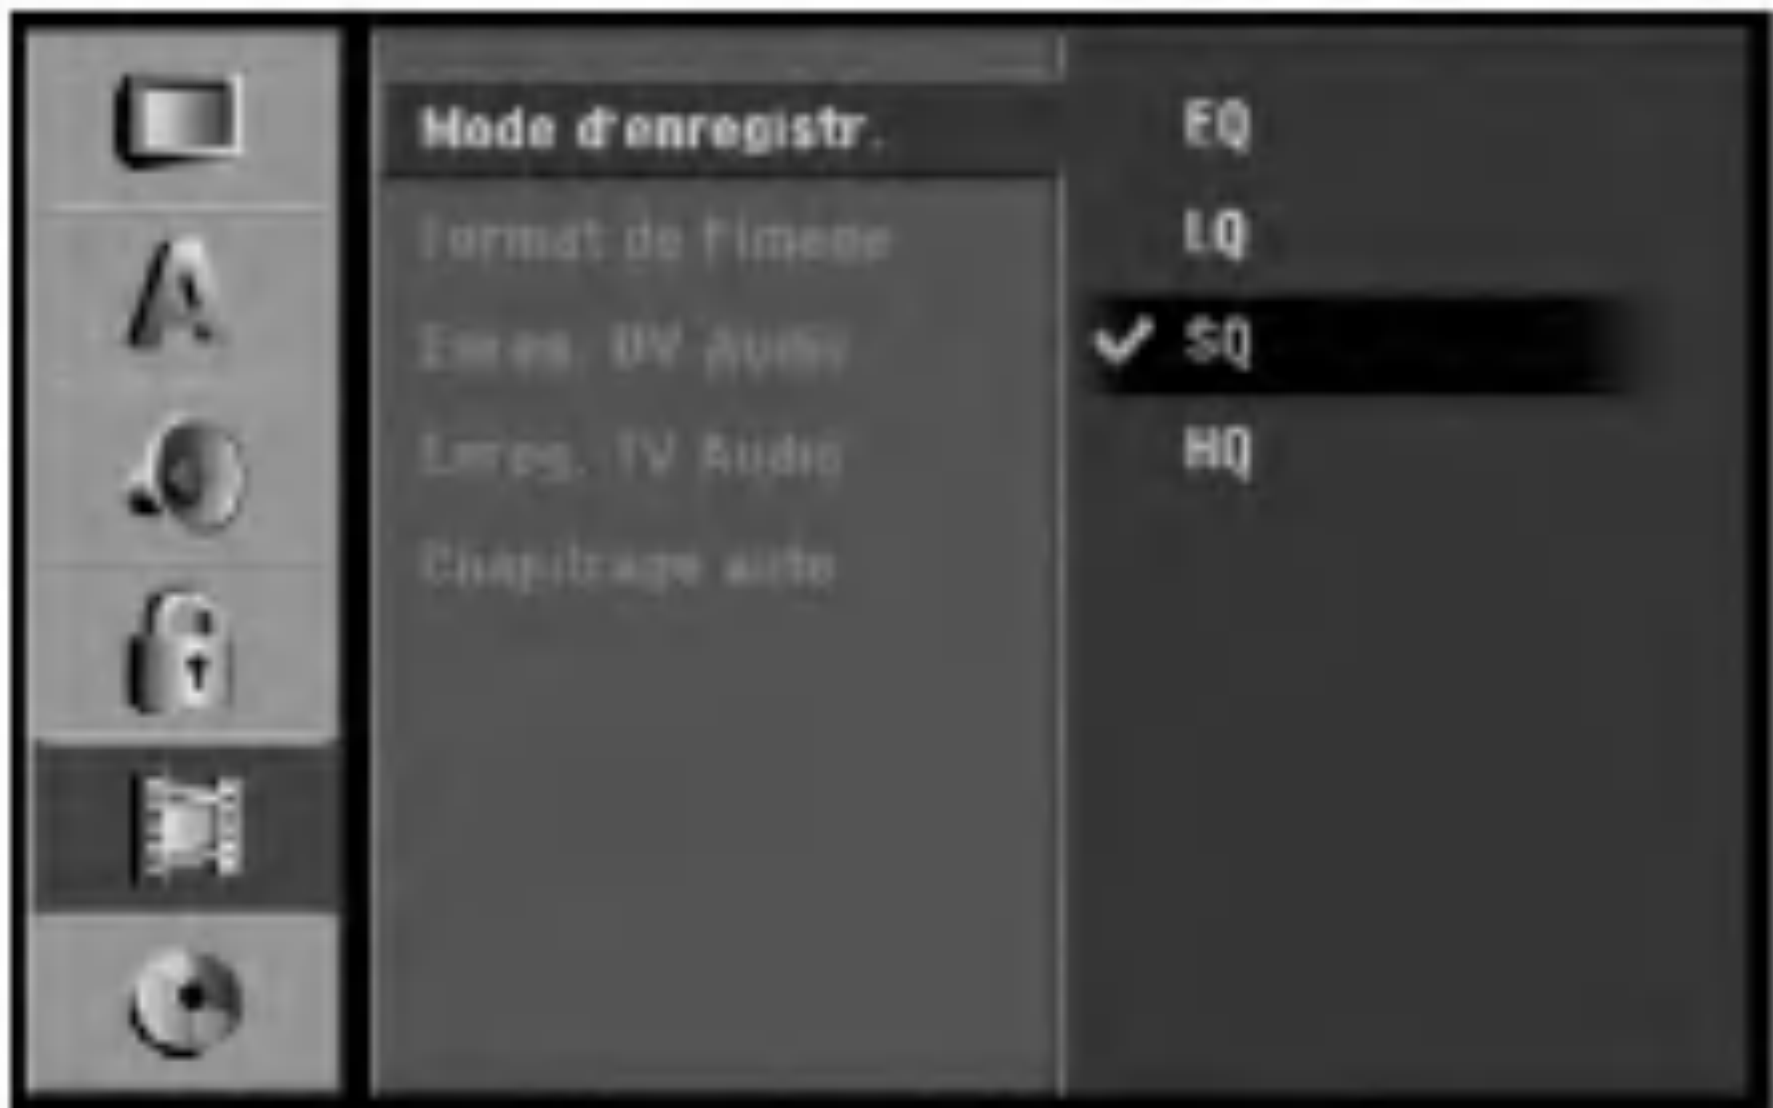 Mode d'enregistr.
Format de l'image
Enreg. DV Audio
Enreg. TV Audio
Chapitrage auto
EQ
LQ
SQ
HQ